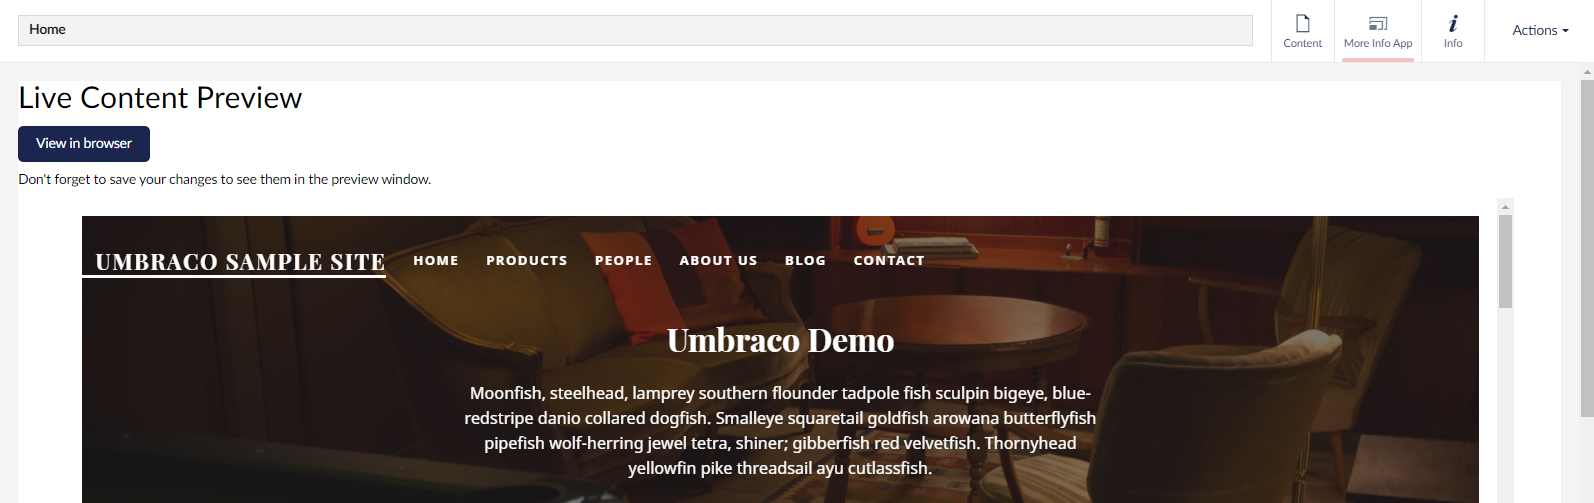 Home
Content
More Info App
Info
Actions
Live Content Preview
View in browser
Don't forget to save your changes to see them in the preview window.
UMBRACO SAMPLE SITE HOME PRODUCTS PEOPLE ABOUT US BLOG CONTACT
Umbraco Demo
Moonfish, steelhead, lamprey southern flounder tadpole fish sculpin bigeye, blue-
redstripe danio collared dogfish. Smalleye squaretail goldfish arowana butterflyfish
pipefish wolf-herring jewel tetra, shiner; gibberfish red velvetfish. Thornyhead
yellowfin pike threadsail ayu cutlassfish.